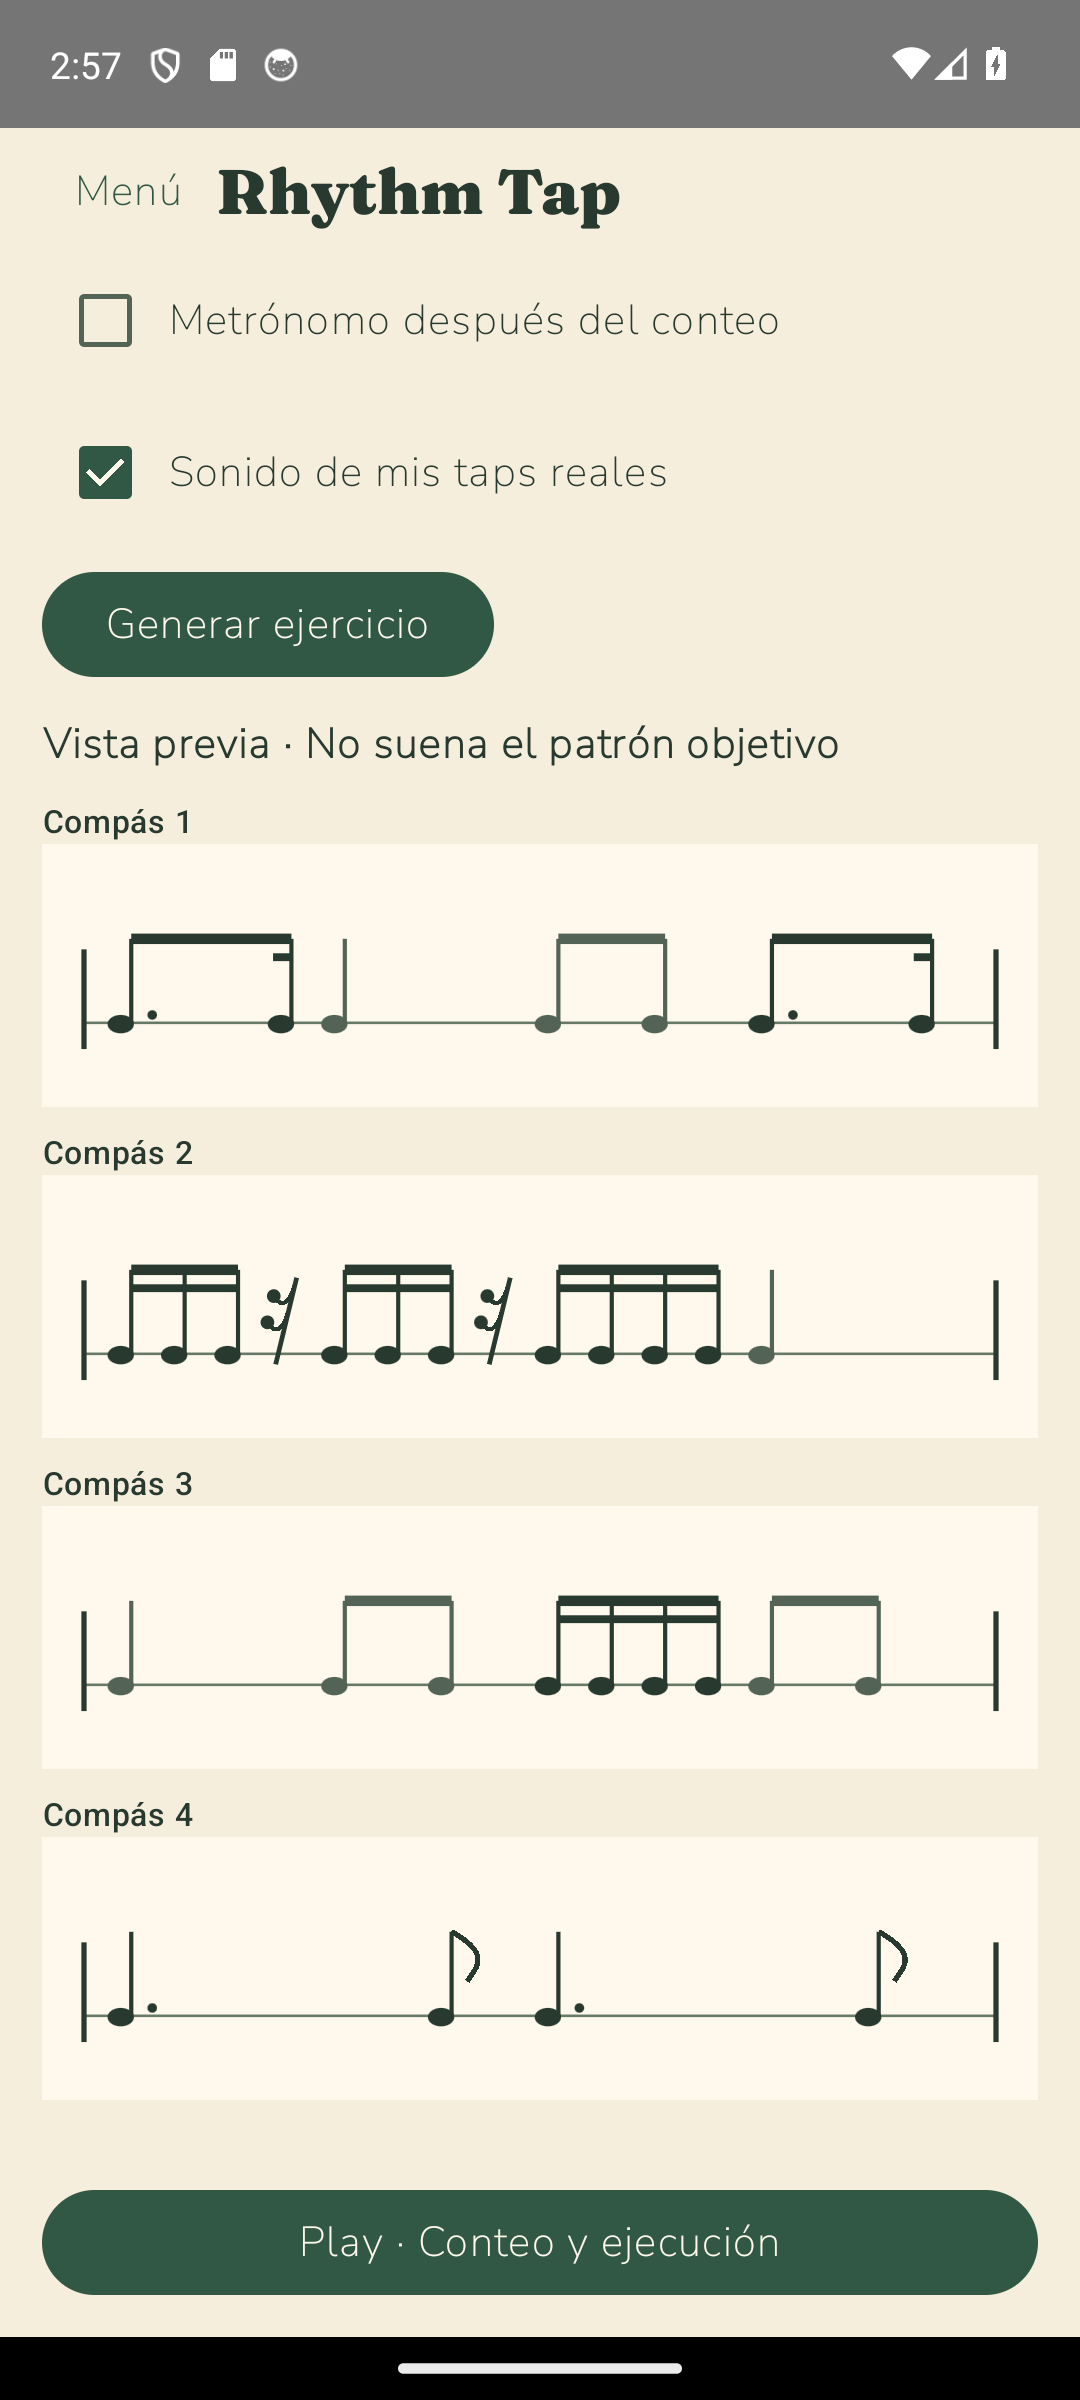 2:57
Menú Rhythm Tap
Metrónomo después del conteo
Sonido de mis taps reales
Generar ejercicio
Vista previa · No suena el patrón objetivo
Compás 1
Compás 2
Compás 3
Compás 4
Play · Conteo y ejecución